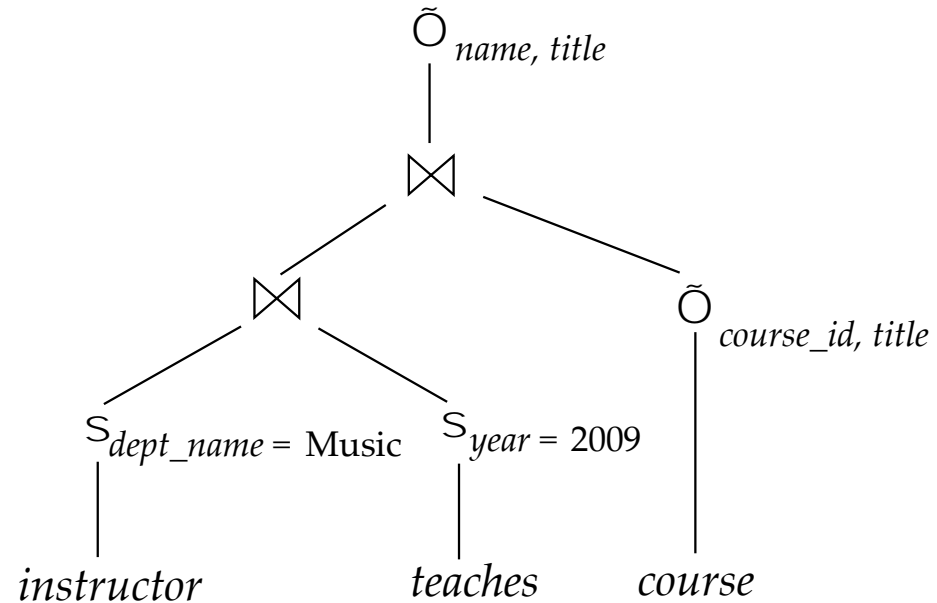 Õ name, title
⋈
⋈
Õ course_id, title
S dept_name = Music
S year = 2009
instructor
teaches
course